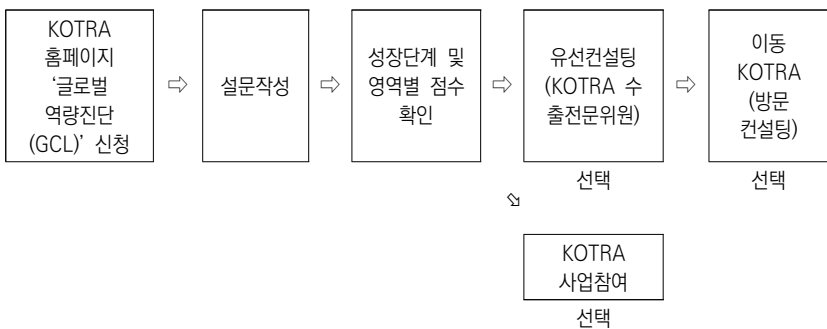 KOTRA
홈페이지
‘글로벌
역량진단
(GCL)’ 신청
⇨
설문작성
⇨
성장단계 및
영역별 점수
확인
⇨
유선컨설팅
(KOTRA 수
출전문위원)
선택
⇨
이동
KOTRA
(방문
컨설팅)
선택
KOTRA
사업참여
선택